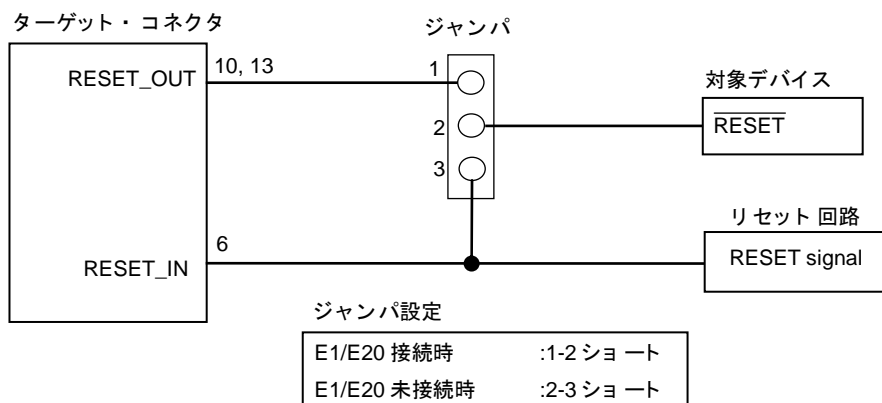 ターゲット・コネクタ
ジャンパ
RESET_OUT
10, 13
1
対象デバイス
2
RESET
3
リセット回路
6
RESET_IN
RESET signal
ジャンパ設定
E1/E20 接続時 :1-2 ショート
E1/E20 未接続時 :2-3 ショート